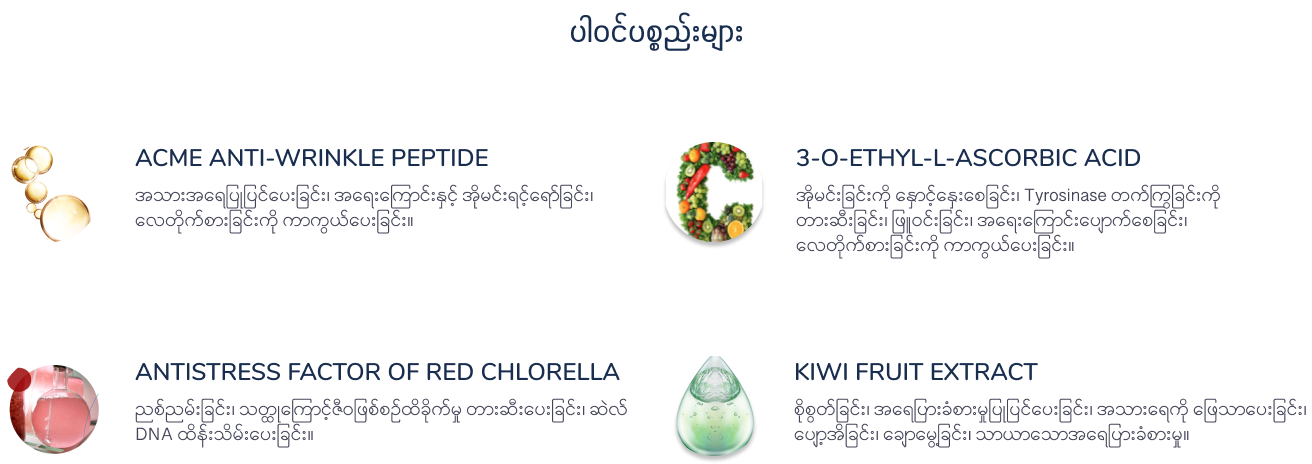 ပါဝင်ပစ္စည်းများ
ACME ANTI-WRINKLE PEPTIDE
အသားအရေပြုပြင်ပေးခြင်း၊ အရေးကြောင်းနှင့် အိုမင်းရင့်ရော်ခြင်း၊
လေတိုက်စားခြင်းကို ကာကွယ်ပေးခြင်း။
3-O-ETHYL-L-ASCORBIC ACID
အိုမင်းခြင်းကို နှောင့်နှေးစေခြင်း၊ Tyrosinase တက်ကြွခြင်းကို
တားဆီးခြင်း၊ ဖြူဝင်းခြင်း၊ အရေးကြောင်းပျောက်စေခြင်း၊
လေတိုက်စားခြင်းကို ကာကွယ်ပေးခြင်း။
ANTISTRESS FACTOR OF RED CHLORELLA
ညစ်ညမ်းခြင်း၊ သတ္ထုကြောင့်ဇီဝဖြစ်စဉ်ထိခိုက်မှု တားဆီးပေးခြင်း၊ ဆဲလ်
DNA ထိန်းသိမ်းပေးခြင်း။
KIWI FRUIT EXTRACT
စိုစွတ်ခြင်း၊ အရေပြားခံစားမှုပြုပြင်ပေးခြင်း၊ အသားရေကို ဖြေသာပေးခြင်း၊
ပျော့အိခြင်း၊ ချောမွေ့ခြင်း၊ သာယာသောအရေပြားခံစားမှု။